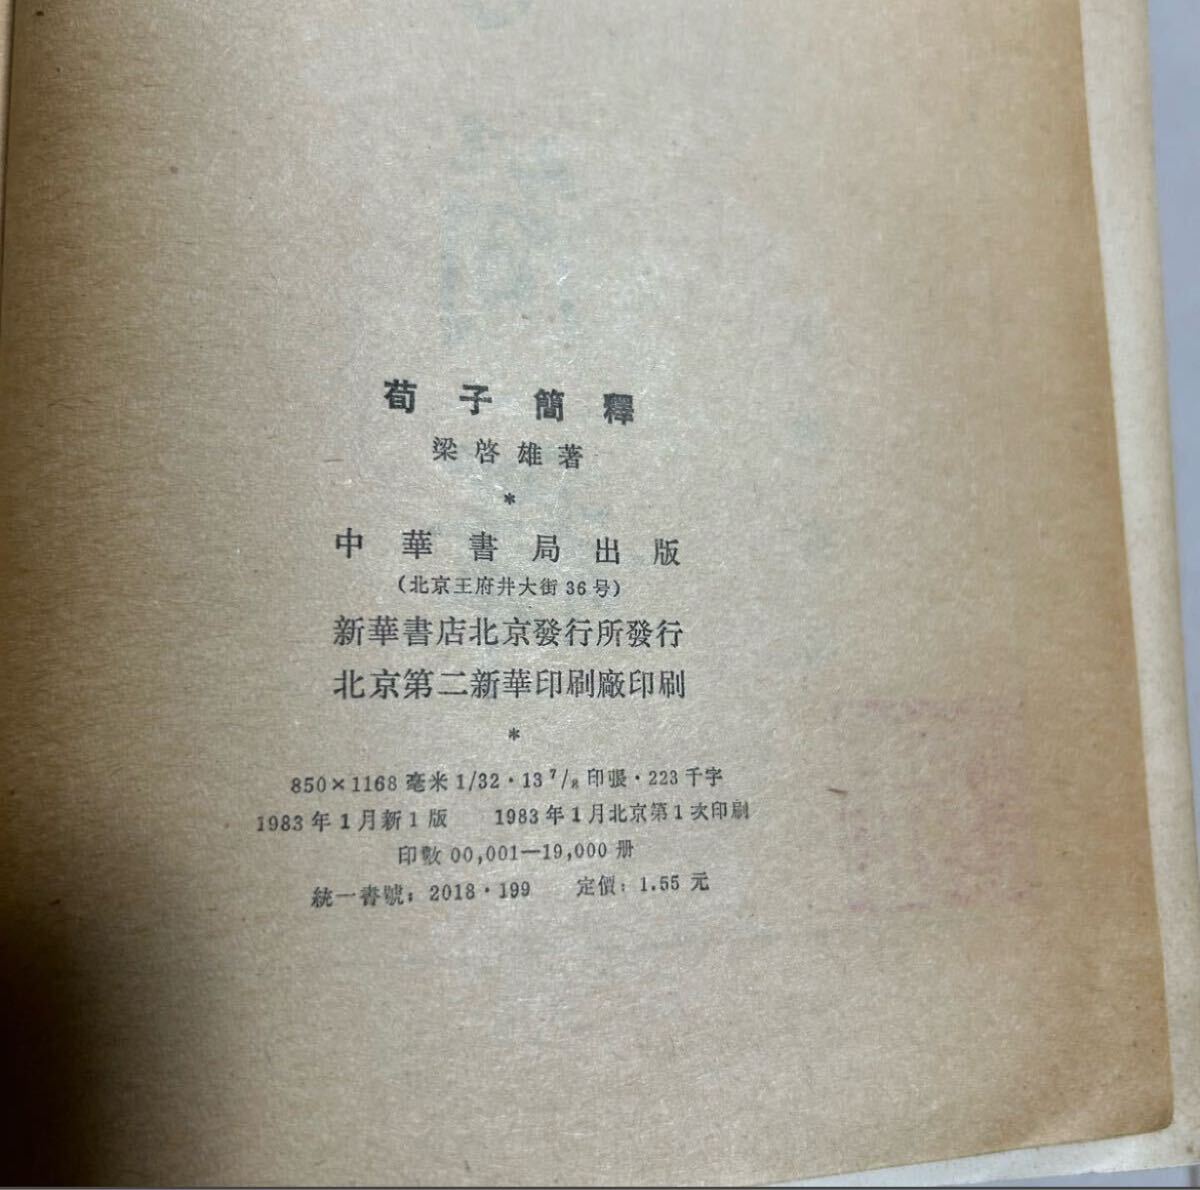 荀子簡釋
梁啓雄著
*
中華書局出版
(北京王府井大街36号)
新華書店北京發行所發行
北京第二新華印刷廠印刷
*
850×1168毫米1/32·13 7/8印張·223千字
1983年1月新1版 1983年1月北京第1次印刷
印數00,001—19,000册
統一書號:2018·199 定價:1.55元